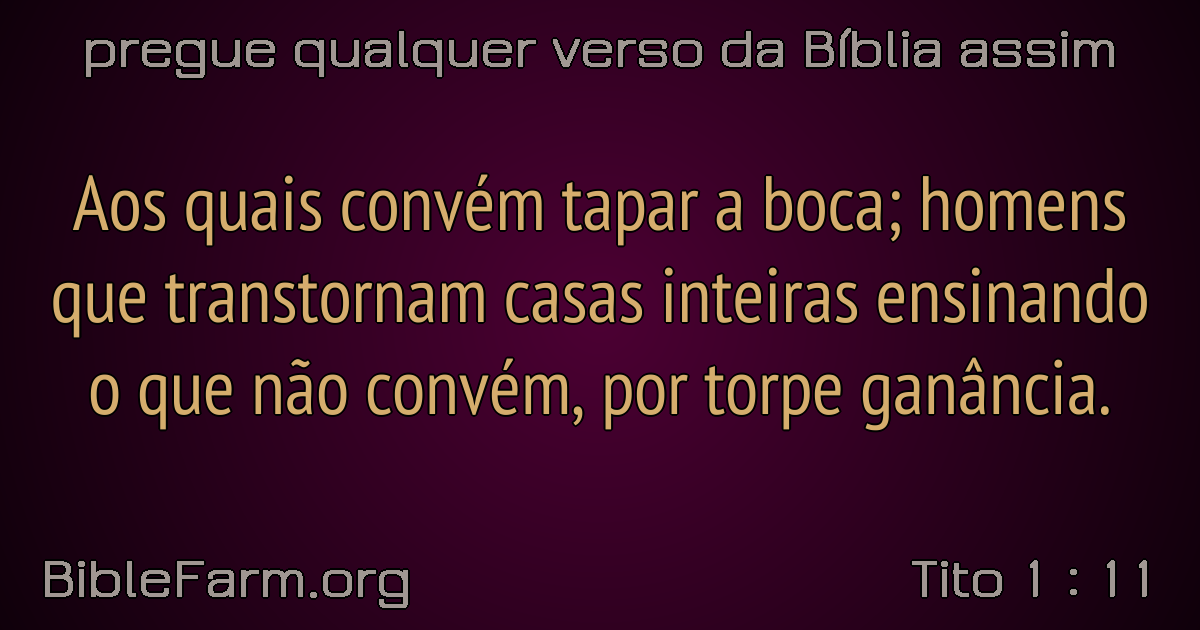 pregue qualquer verso da Bíblia assim
Aos quais convém tapar a boca; homens
que transtornam casas inteiras ensinando
o que não convém, por torpe ganância.
BibleFarm.org
Tito 1 : 11